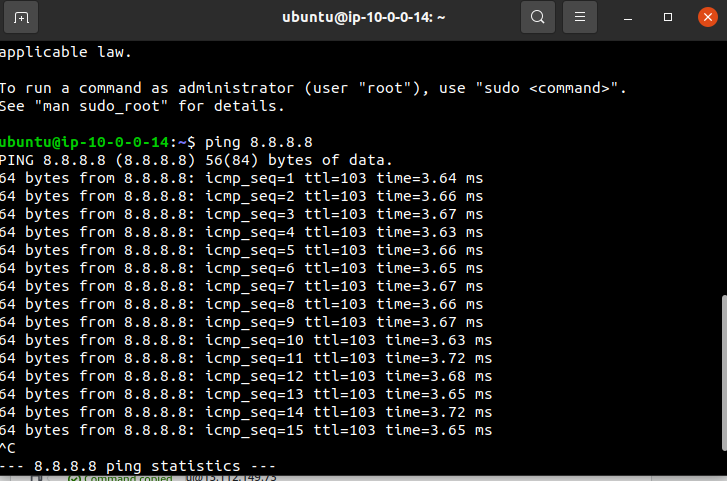 ubuntu@ip-10-0-0-14: ~
applicable law.
To run a command as administrator (user "root"), use "sudo <command>".
See "man sudo_root" for details.
ubuntu@ip-10-0-0-14:~$ ping 8.8.8.8
PING 8.8.8.8 (8.8.8.8) 56(84) bytes of data.
64 bytes from 8.8.8.8: icmp_seq=1 ttl=103 time=3.64 ms
64 bytes from 8.8.8.8: icmp_seq=2 ttl=103 time=3.66 ms
64 bytes from 8.8.8.8: icmp_seq=3 ttl=103 time=3.67 ms
64 bytes from 8.8.8.8: icmp_seq=4 ttl=103 time=3.63 ms
64 bytes from 8.8.8.8: icmp_seq=5 ttl=103 time=3.66 ms
64 bytes from 8.8.8.8: icmp_seq=6 ttl=103 time=3.65 ms
64 bytes from 8.8.8.8: icmp_seq=7 ttl=103 time=3.67 ms
64 bytes from 8.8.8.8: icmp_seq=8 ttl=103 time=3.66 ms
64 bytes from 8.8.8.8: icmp_seq=9 ttl=103 time=3.67 ms
64 bytes from 8.8.8.8: icmp_seq=10 ttl=103 time=3.63 ms
64 bytes from 8.8.8.8: icmp_seq=11 ttl=103 time=3.72 ms
64 bytes from 8.8.8.8: icmp_seq=12 ttl=103 time=3.68 ms
64 bytes from 8.8.8.8: icmp_seq=13 ttl=103 time=3.65 ms
64 bytes from 8.8.8.8: icmp_seq=14 ttl=103 time=3.72 ms
64 bytes from 8.8.8.8: icmp_seq=15 ttl=103 time=3.65 ms
^C
--- 8.8.8.8 ping statistics ---
Command copied